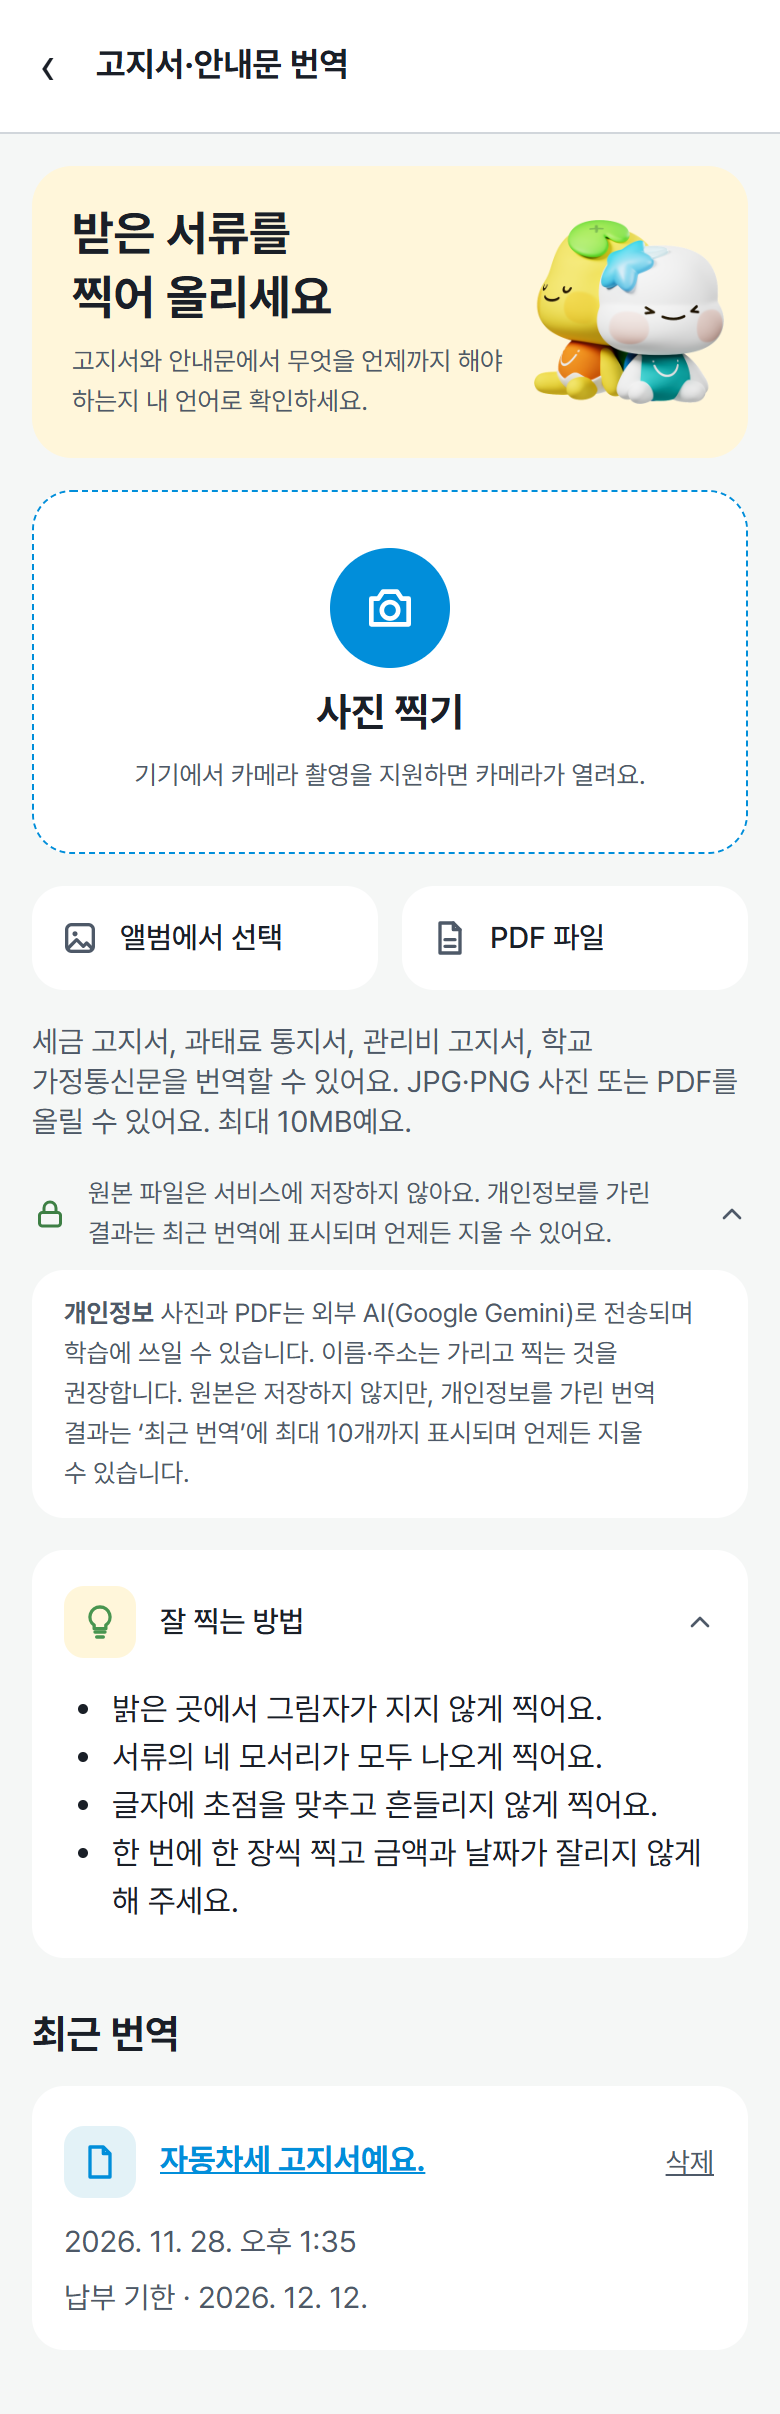 고지서·안내문 번역
받은 서류를
찍어 올리세요
고지서와 안내문에서 무엇을 언제까지 해야
하는지 내 언어로 확인하세요.
사진 찍기
기기에서 카메라 촬영을 지원하면 카메라가 열려요.
앨범에서 선택
PDF 파일
세금 고지서, 과태료 통지서, 관리비 고지서, 학교
가정통신문을 번역할 수 있어요. JPG·PNG 사진 또는 PDF를
올릴 수 있어요. 최대 10MB예요.
원본 파일은 서비스에 저장하지 않아요. 개인정보를 가린
결과는 최근 번역에 표시되며 언제든 지울 수 있어요.
개인정보 사진과 PDF는 외부 AI(Google Gemini)로 전송되며
학습에 쓰일 수 있습니다. 이름·주소는 가리고 찍는 것을
권장합니다. 원본은 저장하지 않지만, 개인정보를 가린 번역
결과는 ‘최근 번역’에 최대 10개까지 표시되며 언제든 지울
수 있습니다.
잘 찍는 방법
• 밝은 곳에서 그림자가 지지 않게 찍어요.
• 서류의 네 모서리가 모두 나오게 찍어요.
• 글자에 초점을 맞추고 흔들리지 않게 찍어요.
• 한 번에 한 장씩 찍고 금액과 날짜가 잘리지 않게
해 주세요.
최근 번역
자동차세 고지서예요.
삭제
2026. 11. 28. 오후 1:35
납부 기한 · 2026. 12. 12.